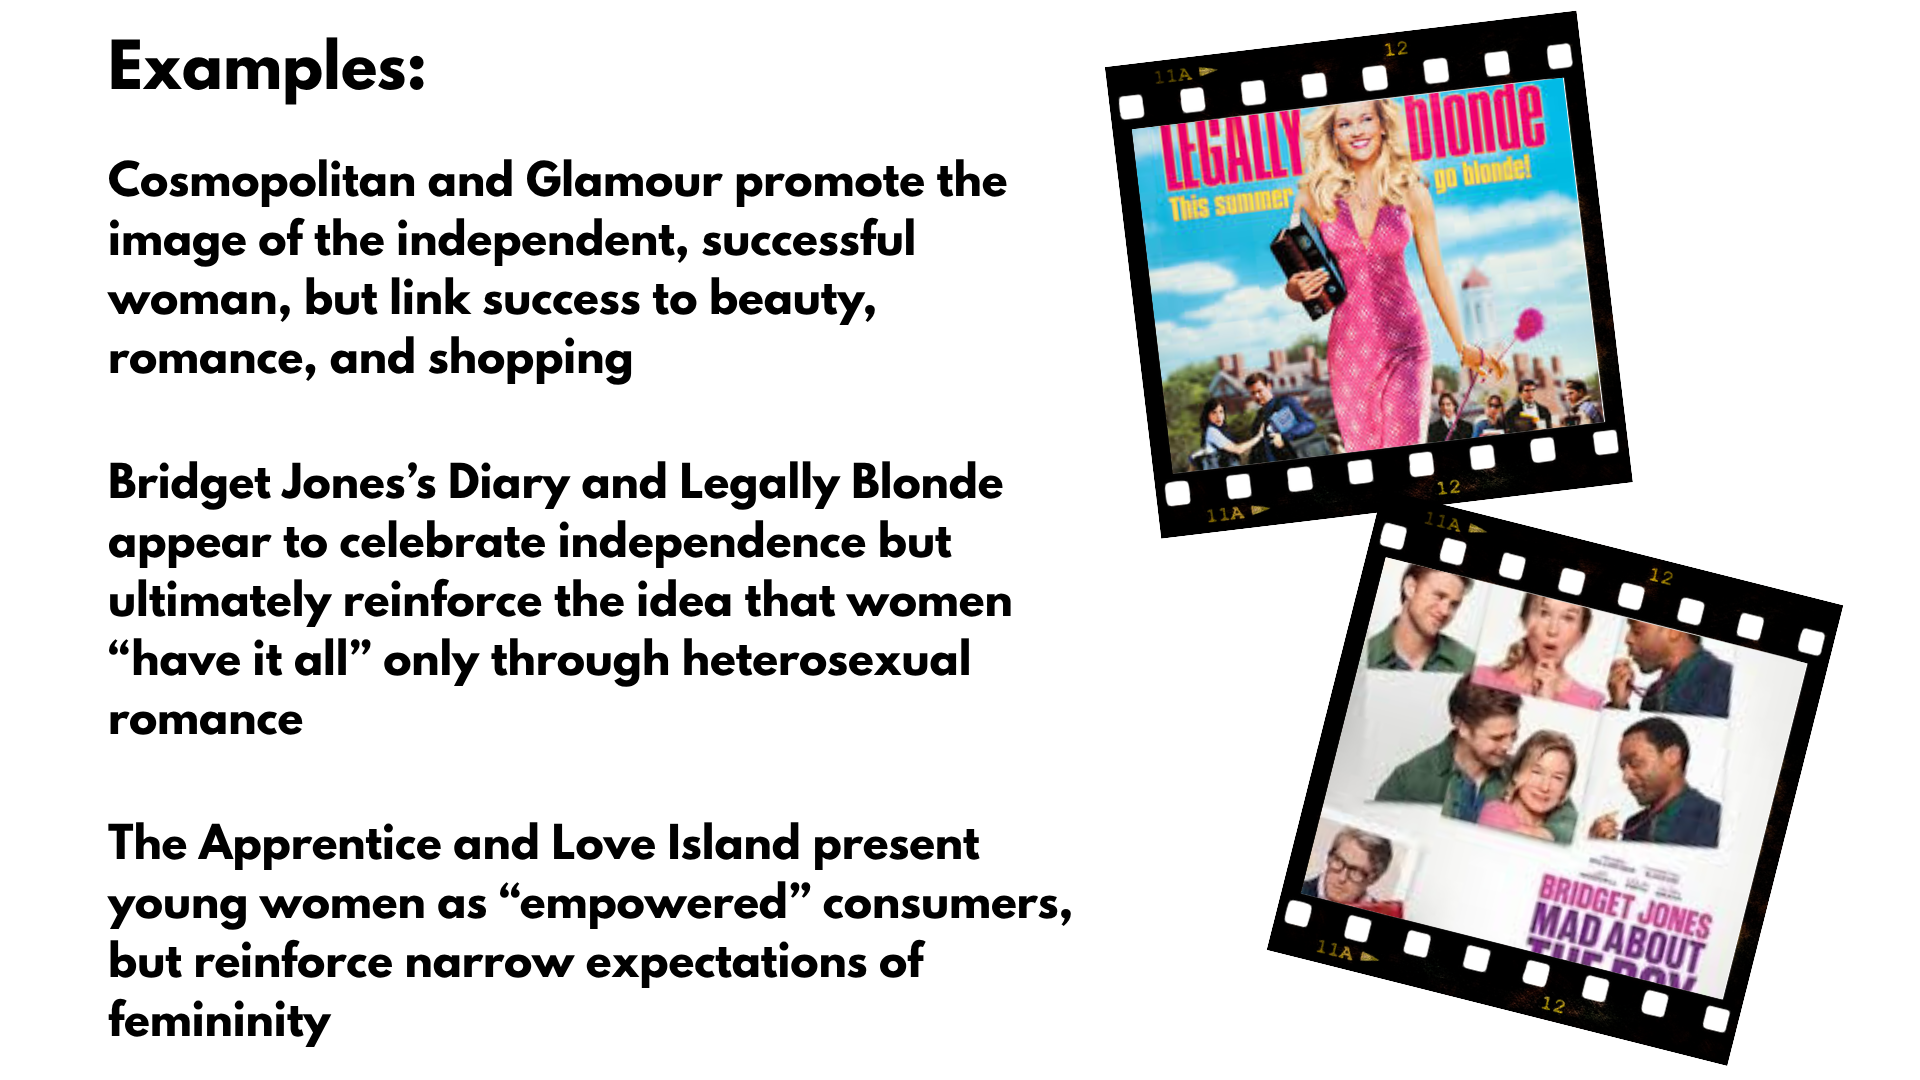 Examples:
Cosmopolitan and Glamour promote the
image of the independent, successful
woman, but link success to beauty,
romance, and shopping
Bridget Jones’s Diary and Legally Blonde
appear to celebrate independence but
ultimately reinforce the idea that women
“have it all” only through heterosexual
romance
The Apprentice and Love Island present
young women as “empowered” consumers,
but reinforce narrow expectations of
femininity
11A
12
LEGALLY blonde
This summer go blonde!
11A
12
11A
12
BRIDGET JONES
MAD ABOUT
THE BOY
11A
12